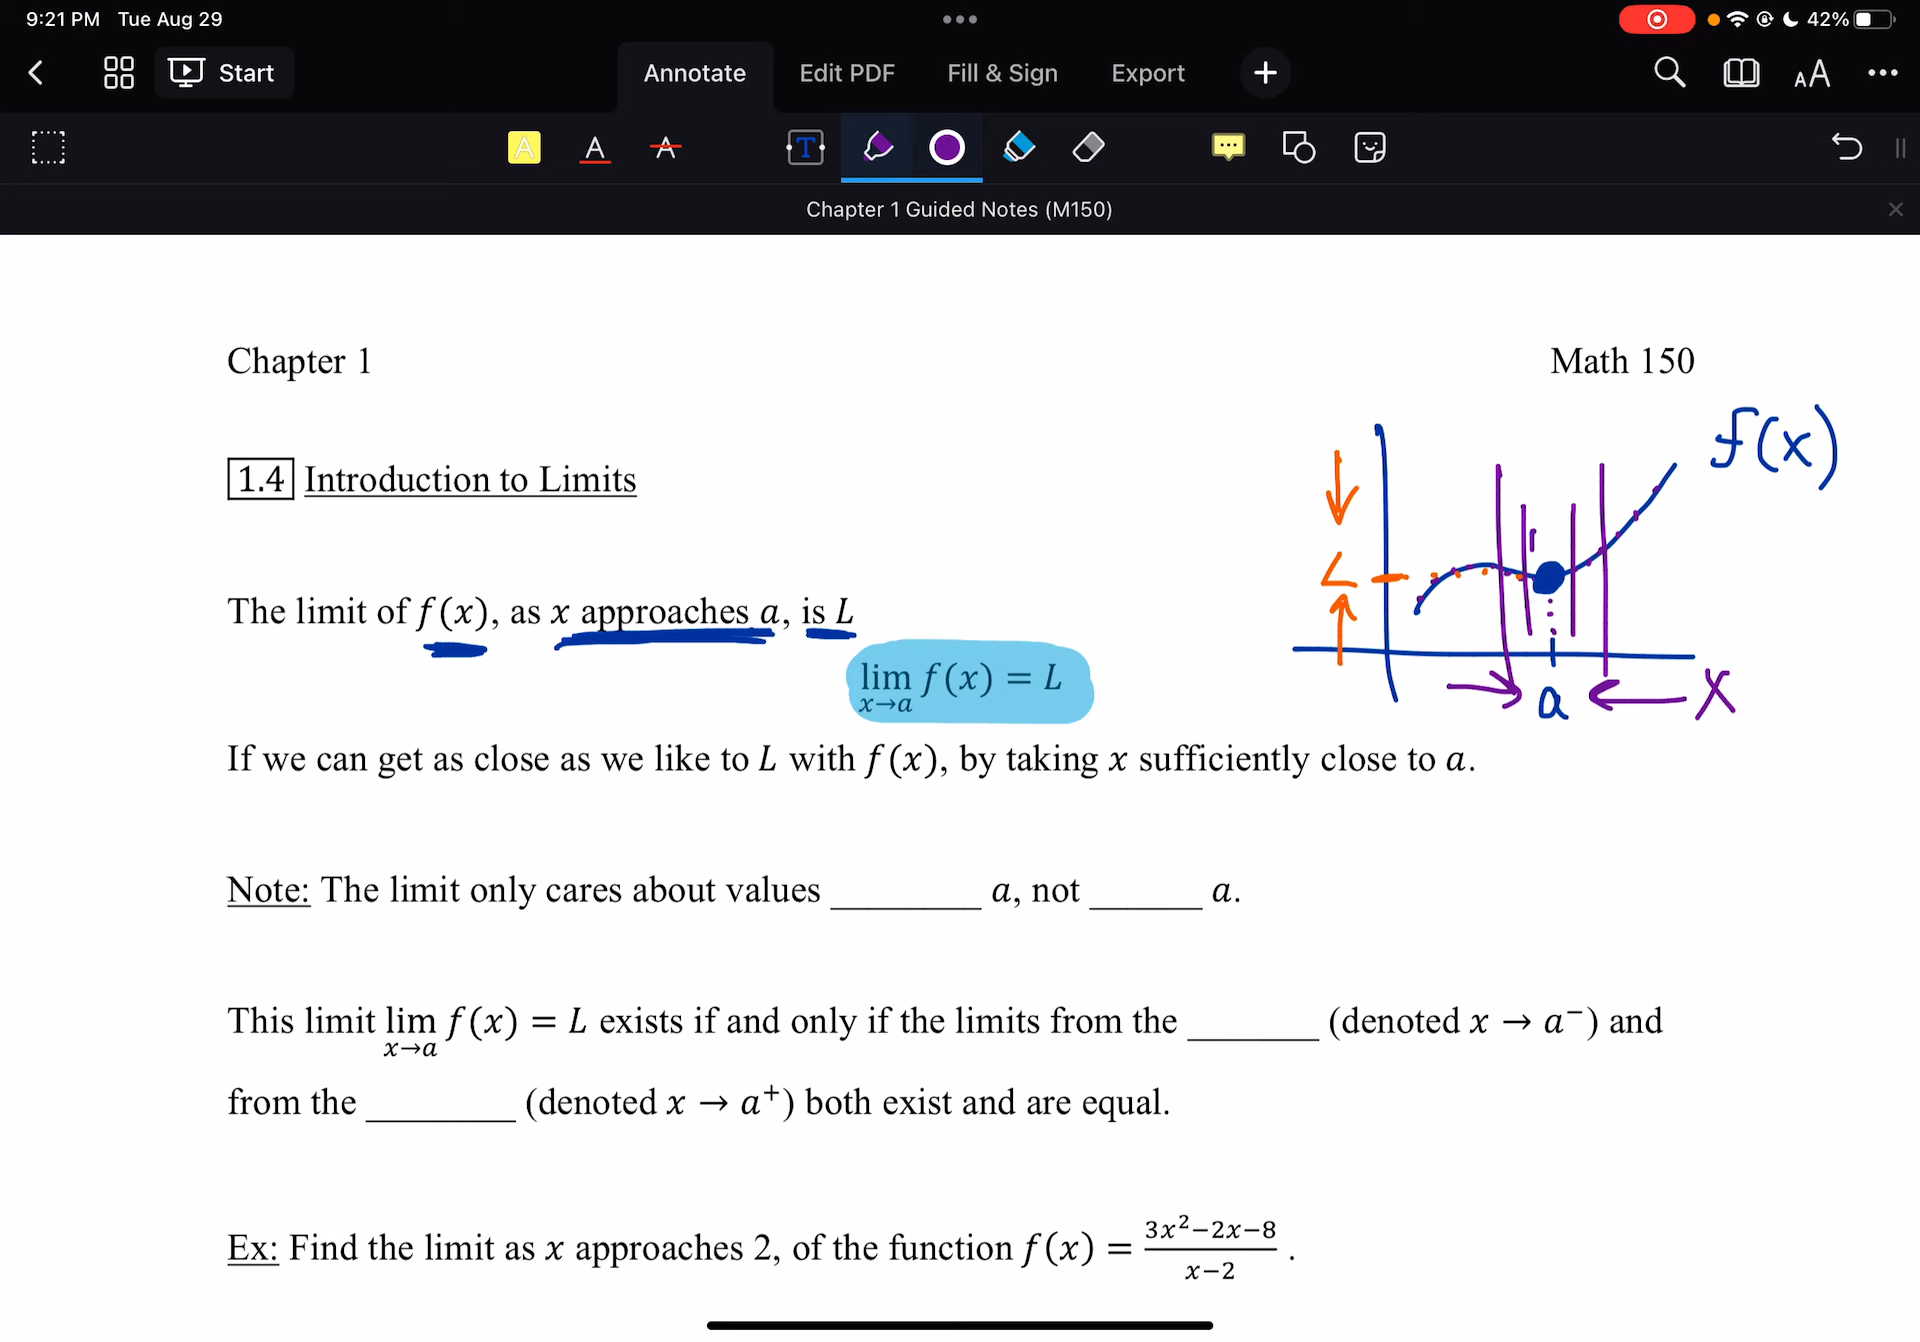 9:21 PM Tue Aug 29
42%
Start
Annotate
Edit PDF
Fill & Sign
Export
AA
A A A T
Chapter 1 Guided Notes (M150)
Chapter 1
Math 150
f(x)
1.4 Introduction to Limits
L
The limit of f(x), as x approaches a, is L
lim f(x) = L
x→a
a
X
If we can get as close as we like to L with f(x), by taking x sufficiently close to a.
Note: The limit only cares about values ________ a, not ______ a.
This limit lim f(x) = L exists if and only if the limits from the _______ (denoted x → a⁻) and
x→a
from the ________ (denoted x → a⁺) both exist and are equal.
Ex: Find the limit as x approaches 2, of the function f(x) = 3x²−2x−8
x−2 .